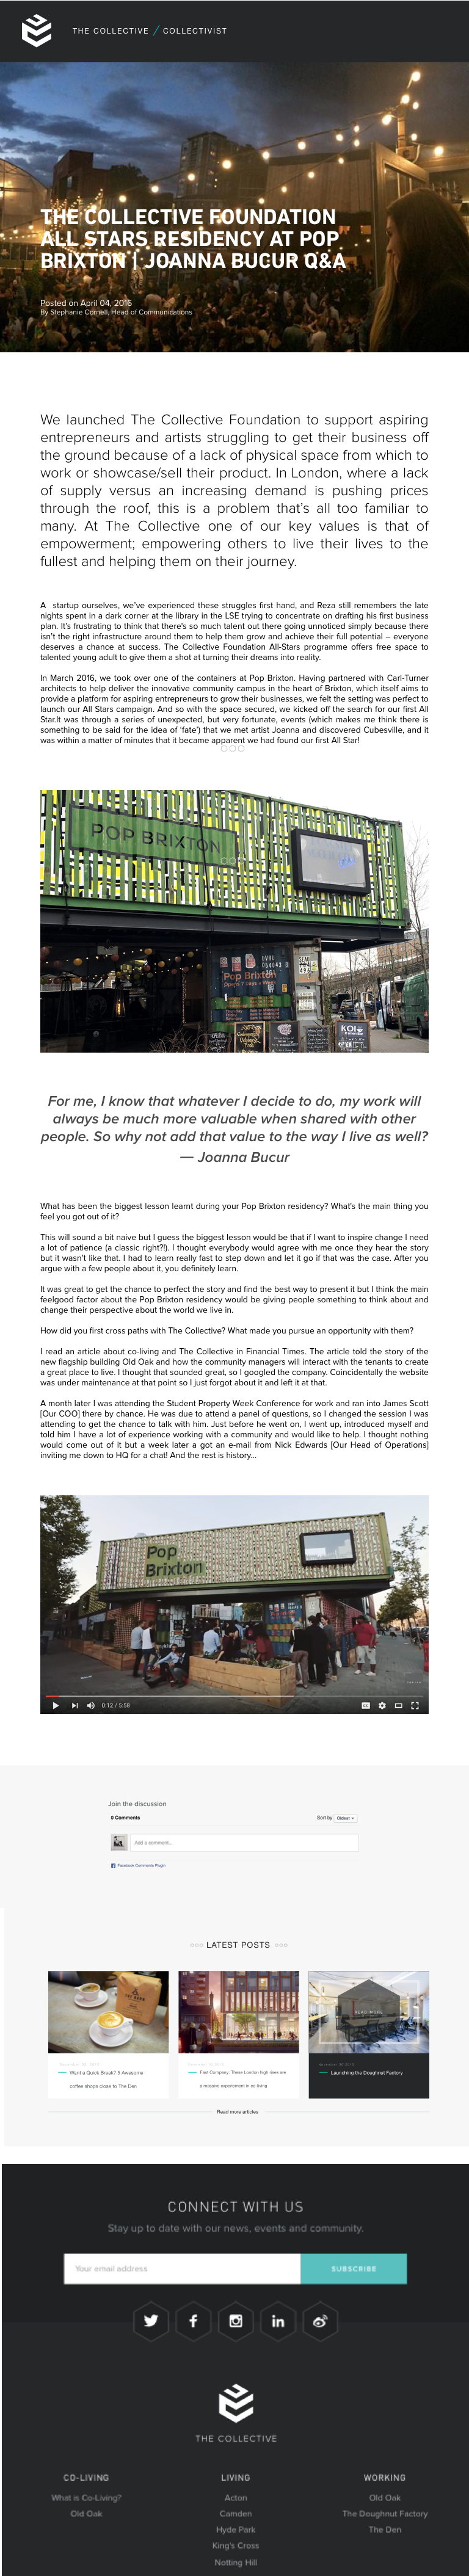 THE COLLECTIVE / COLLECTIVIST
THE COLLECTIVE FOUNDATION
ALL STARS RESIDENCY AT POP
BRIXTON | JOANNA BUCUR Q&A
Posted on April 04, 2016
By Stephanie Cornell, Head of Communications
We launched The Collective Foundation to support aspiring
entrepreneurs and artists struggling to get their business off
the ground because of a lack of physical space from which to
work or showcase/sell their product. In London, where a lack
of supply versus an increasing demand is pushing prices
through the roof, this is a problem that's all too familiar to
many. At The Collective one of our key values is that of
empowerment; empowering others to live their lives to the
fullest and helping them on their journey.
A startup ourselves, we've experienced these struggles first hand, and Reza still remembers the late
nights spent in a dark corner at the library in the LSE trying to concentrate on drafting his first business
plan. It's frustrating to think that there's so much talent out there going unnoticed simply because there
isn't the right infrastructure around them to help them grow and achieve their full potential – everyone
deserves a chance at success. The Collective Foundation All-Stars programme offers free space to
talented young adult to give them a shot at turning their dreams into reality.
In March 2016, we took over one of the containers at Pop Brixton. Having partnered with Carl-Turner
architects to help deliver the innovative community campus in the heart of Brixton, which itself aims to
provide a platform for aspiring entrepreneurs to grow their businesses, we felt the setting was perfect to
launch our All Stars campaign. And so with the space secured, we kicked off the search for our first All
Star.It was through a series of unexpected, but very fortunate, events (which makes me think there is
something to be said for the idea of 'fate') that we met artist Joanna and discovered Cubesville, and it
was within a matter of minutes that it became apparent we had found our first All Star!
POP BRIXTON
Pop Brixton
Open 7 Days a Week
KOI
For me, I know that whatever I decide to do, my work will
always be much more valuable when shared with other
people. So why not add that value to the way I live as well?
— Joanna Bucur
What has been the biggest lesson learnt during your Pop Brixton residency? What's the main thing you
feel you got out of it?
This will sound a bit naive but I guess the biggest lesson would be that if I want to inspire change I need
a lot of patience (a classic right?!). I thought everybody would agree with me once they hear the story
but it wasn't like that. I had to learn really fast to step down and let it go if that was the case. After you
argue with a few people about it, you definitely learn.
It was great to get the chance to perfect the story and find the best way to present it but I think the main
feelgood factor about the Pop Brixton residency would be giving people something to think about and
change their perspective about the world we live in.
How did you first cross paths with The Collective? What made you pursue an opportunity with them?
I read an article about co-living and The Collective in Financial Times. The article told the story of the
new flagship building Old Oak and how the community managers will interact with the tenants to create
a great place to live. I thought that sounded great, so I googled the company. Coincidentally the website
was under maintenance at that point so I just forgot about it and left it at that.
A month later I was attending the Student Property Week Conference for work and ran into James Scott
[Our COO] there by chance. He was due to attend a panel of questions, so I changed the session I was
attending to get the chance to talk with him. Just before he went on, I went up, introduced myself and
told him I have a lot of experience working with a community and would like to help. I thought nothing
would come out of it but a week later a got an e-mail from Nick Edwards [Our Head of Operations]
inviting me down to HQ for a chat! And the rest is history...
Pop
Brixton
0:12 / 5:58
Join the discussion
0 Comments
Sort by Oldest
Add a comment...
Facebook Comments Plugin
LATEST POSTS
READ MORE
Want a Quick Break? 5 Awesome
coffee shops close to The Den
Fast Company: These London high rises are
a massive experiement in co-living
Launching the Doughnut Factory
Read more articles
CONNECT WITH US
Stay up to date with our news, events and community.
Your email address
SUBSCRIBE
THE COLLECTIVE
CO-LIVING
LIVING
WORKING
What is Co-Living?
Acton
Old Oak
Old Oak
Camden
The Doughnut Factory
Hyde Park
The Den
King's Cross
Notting Hill